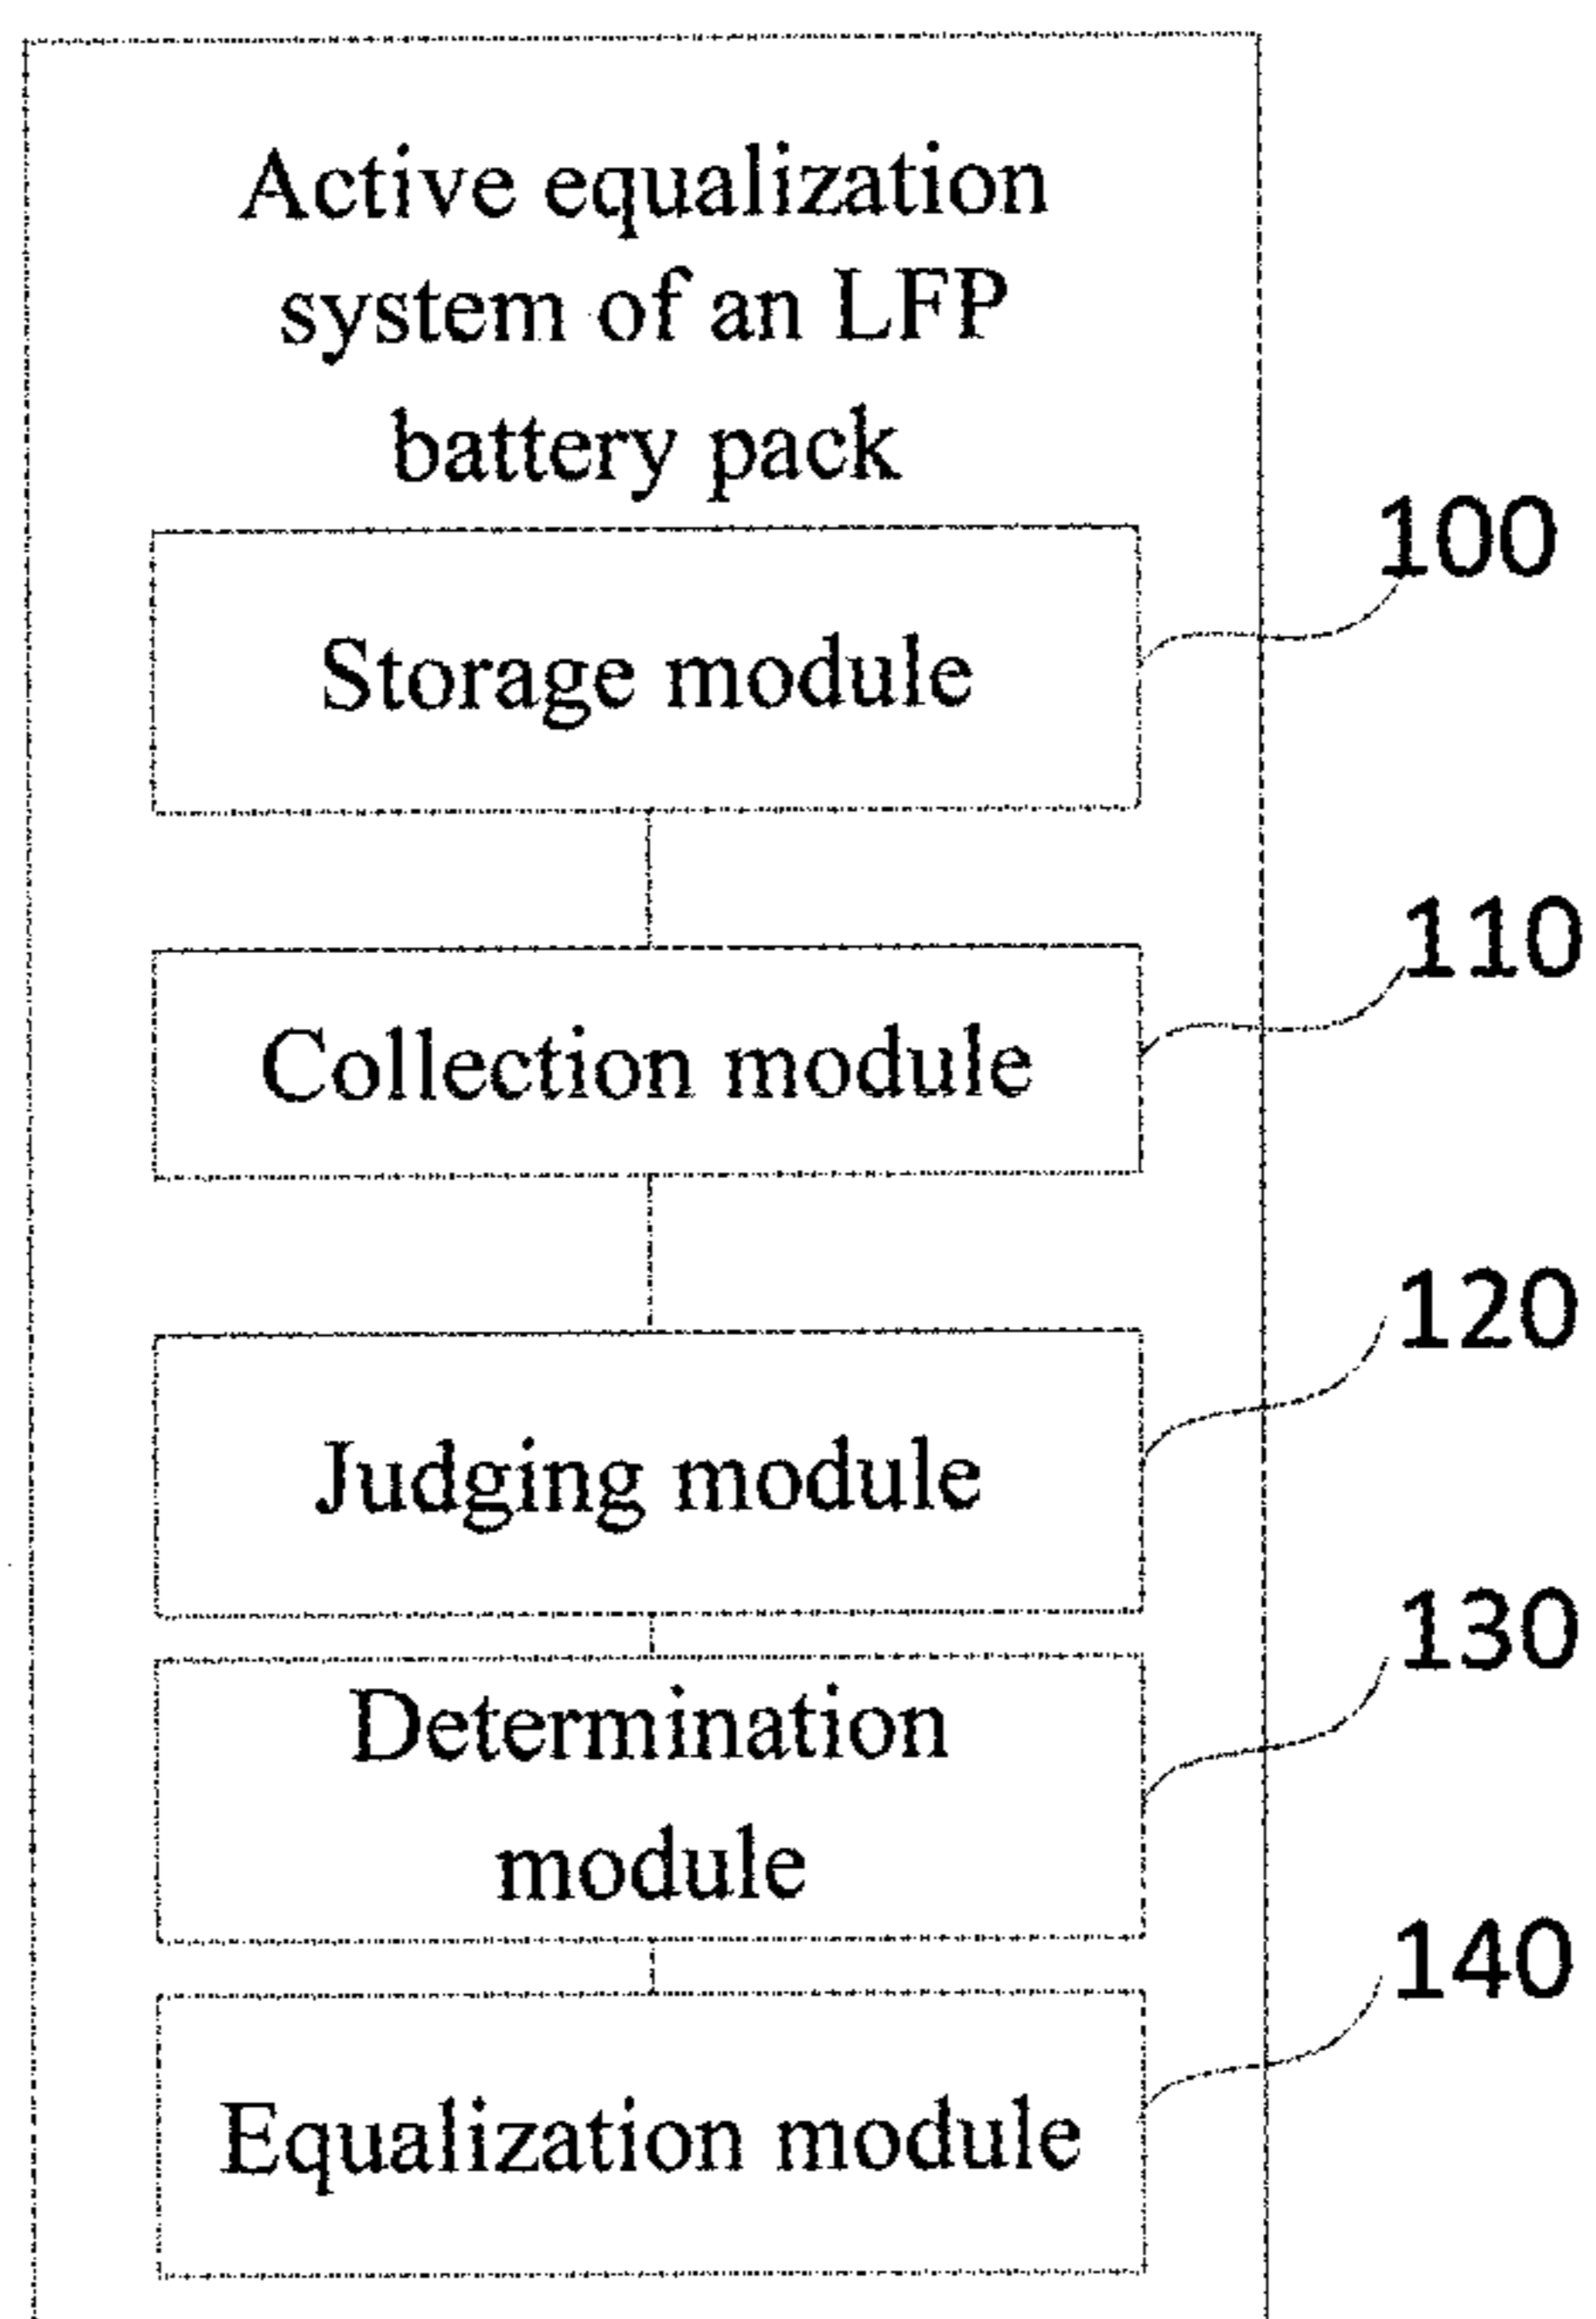 Active equalization
system of an LFP
battery pack
100
Storage module
110
Collection module
120
Judging module
130
Determination
module
140
Equalization module